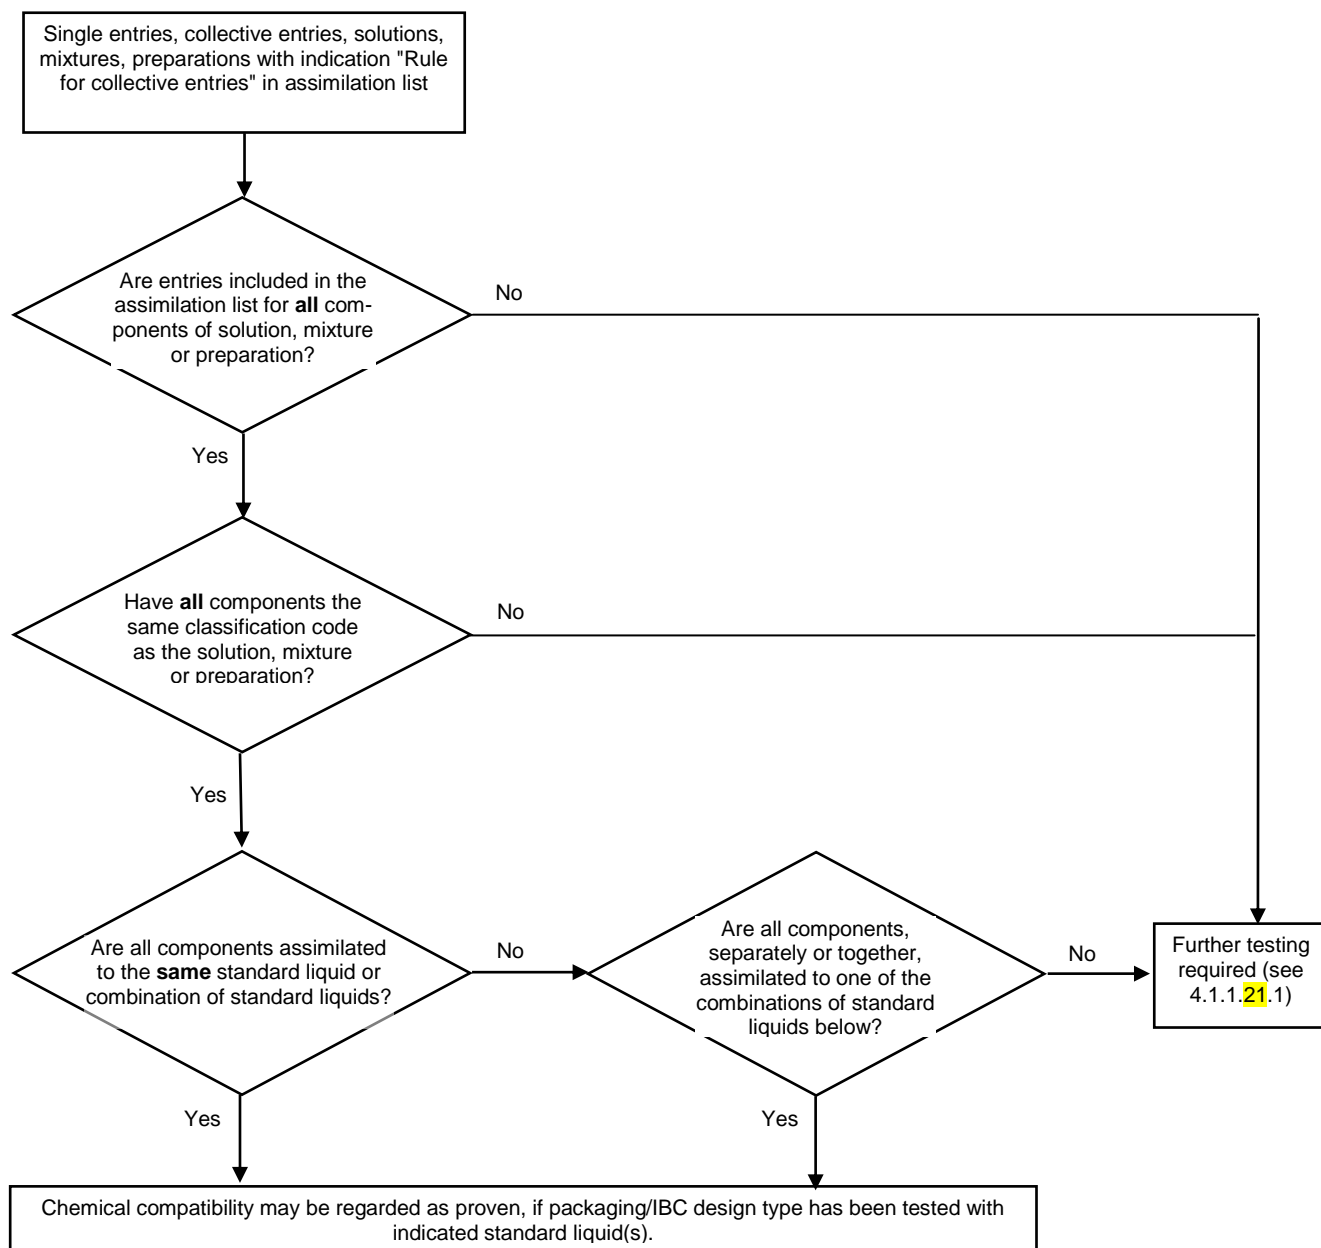 Single entries, collective entries, solutions,
mixtures, preparations with indication "Rule
for collective entries" in assimilation list
Are entries included in the
assimilation list for all com-
ponents of solution, mixture
or preparation?
No
Yes
Have all components the
same classification code
as the solution, mixture
or preparation?
No
Yes
Are all components assimilated
to the same standard liquid or
combination of standard liquids?
No
Are all components,
separately or together,
assimilated to one of the
combinations of standard
liquids below?
No
Further testing
required (see
4.1.1.21.1)
Yes
Yes
Chemical compatibility may be regarded as proven, if packaging/IBC design type has been tested with
indicated standard liquid(s).